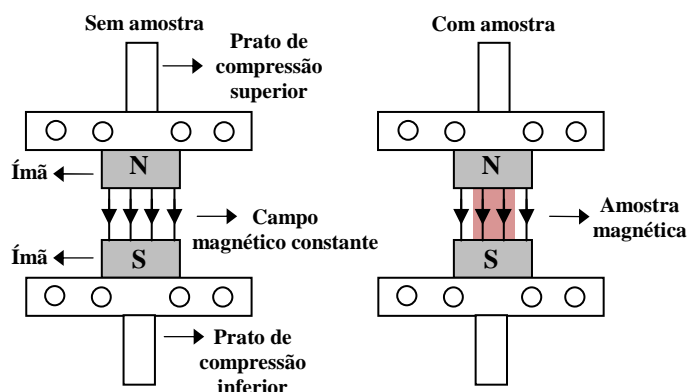 Sem amostra
Prato de
compressão
superior
N
Ímã
Campo
magnético constante
Ímã
S
Prato de
compressão
inferior
Com amostra
N
Amostra
magnética
S